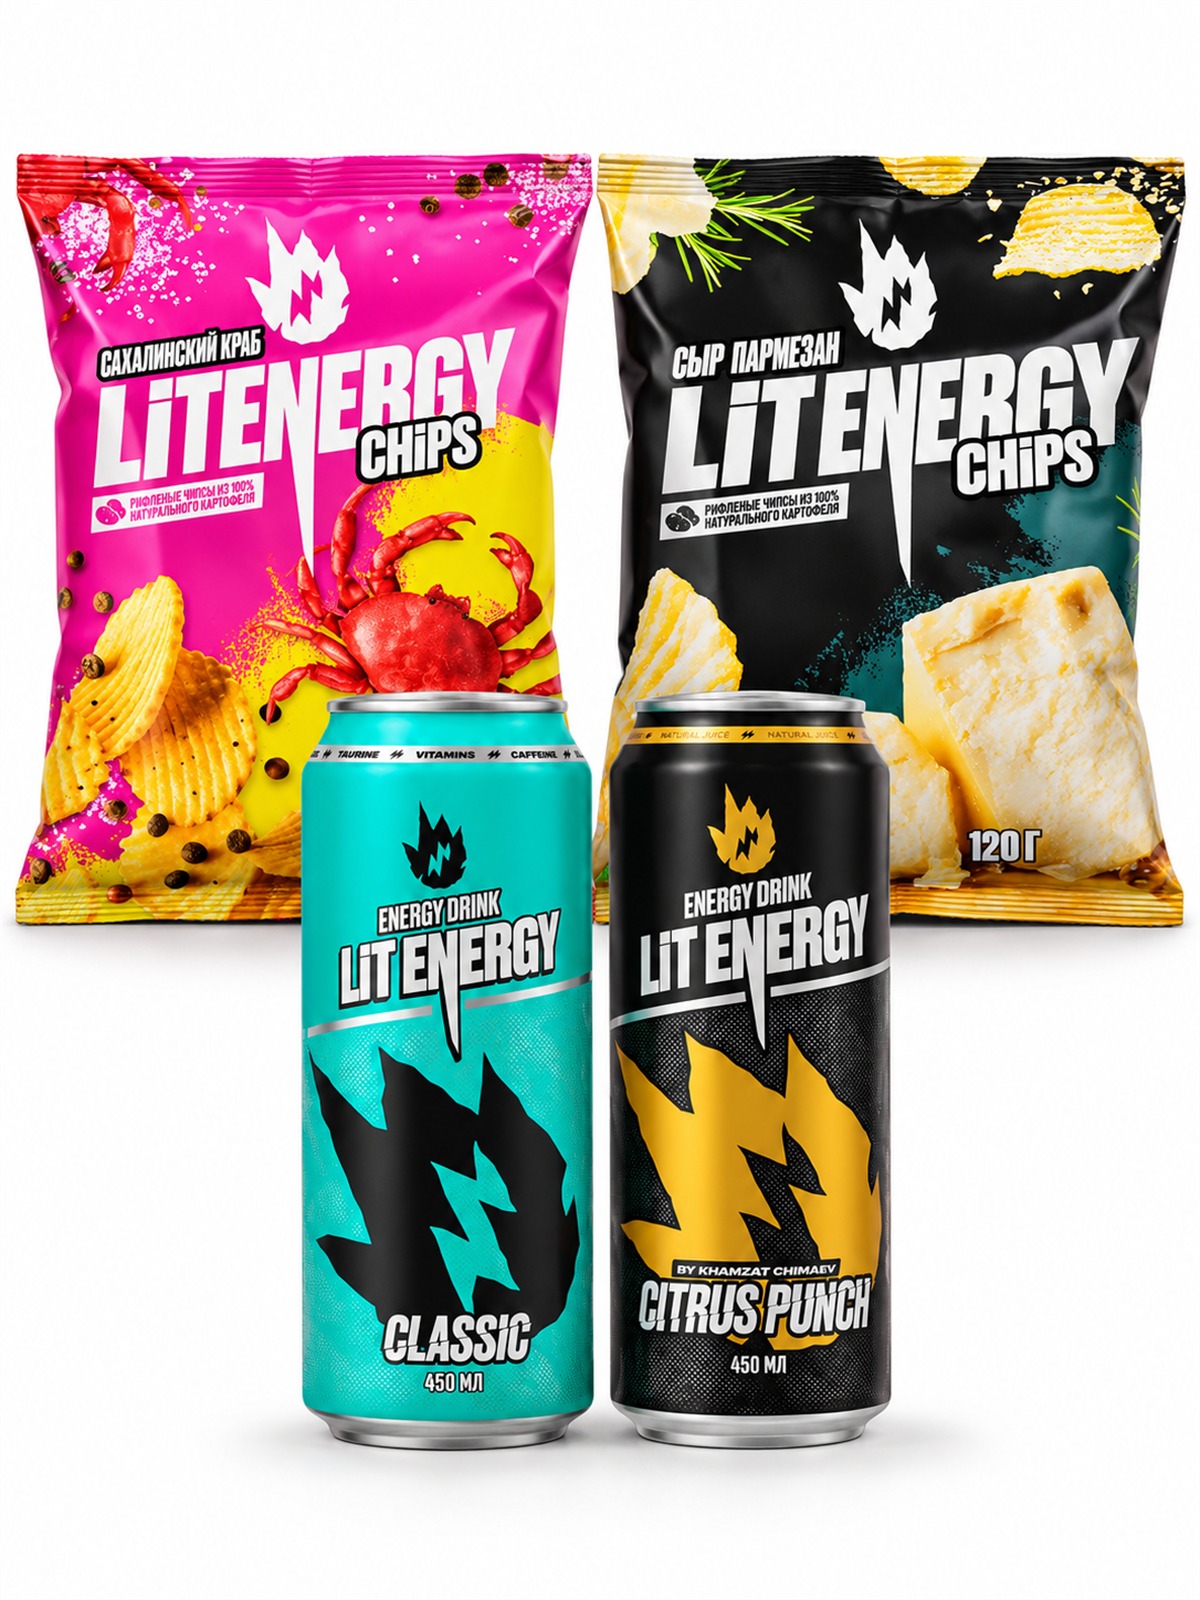 САХАЛИНСКИЙ КРАБ
LiTENERGY
CHiPS
РИФЛЕНЫЕ ЧИПСЫ ИЗ 100%
НАТУРАЛЬНОГО КАРТОФЕЛЯ
СЫР ПАРМЕЗАН
LiTENERGY
CHiPS
РИФЛЕНЫЕ ЧИПСЫ ИЗ 100%
НАТУРАЛЬНОГО КАРТОФЕЛЯ
120 Г
TAURINE VITAMINS CAFFEINE
ENERGY DRINK
LiT ENERGY
CLASSIC
450 МЛ
NATURAL JUICE NATURAL JUICE
ENERGY DRINK
LiT ENERGY
BY KHAMZAT CHIMAEV
CITRUS PUNCH
450 МЛ